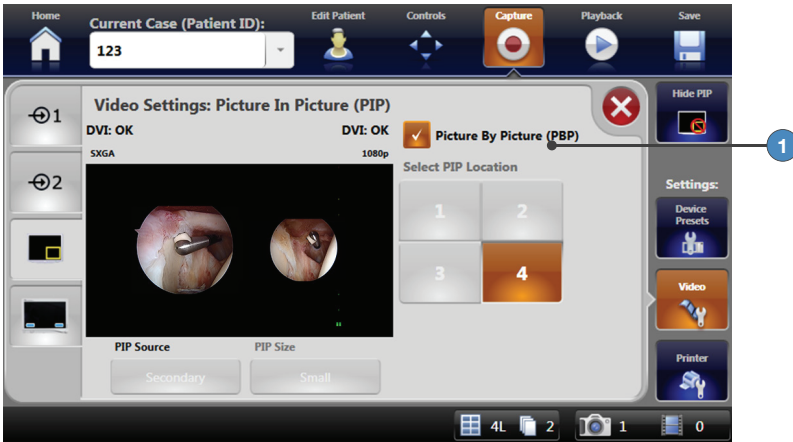 Home
Current Case (Patient ID):
123
Edit Patient
Controls
Capture
Playback
Save
1
2
Video Settings: Picture In Picture (PIP)
DVI: OK
DVI: OK
SXGA
1080p
Picture By Picture (PBP)
1
Select PIP Location
1
2
3
4
PIP Source
PIP Size
Secondary
Small
Hide PIP
Settings:
Device
Presets
Video
Printer
4L
2
1
0